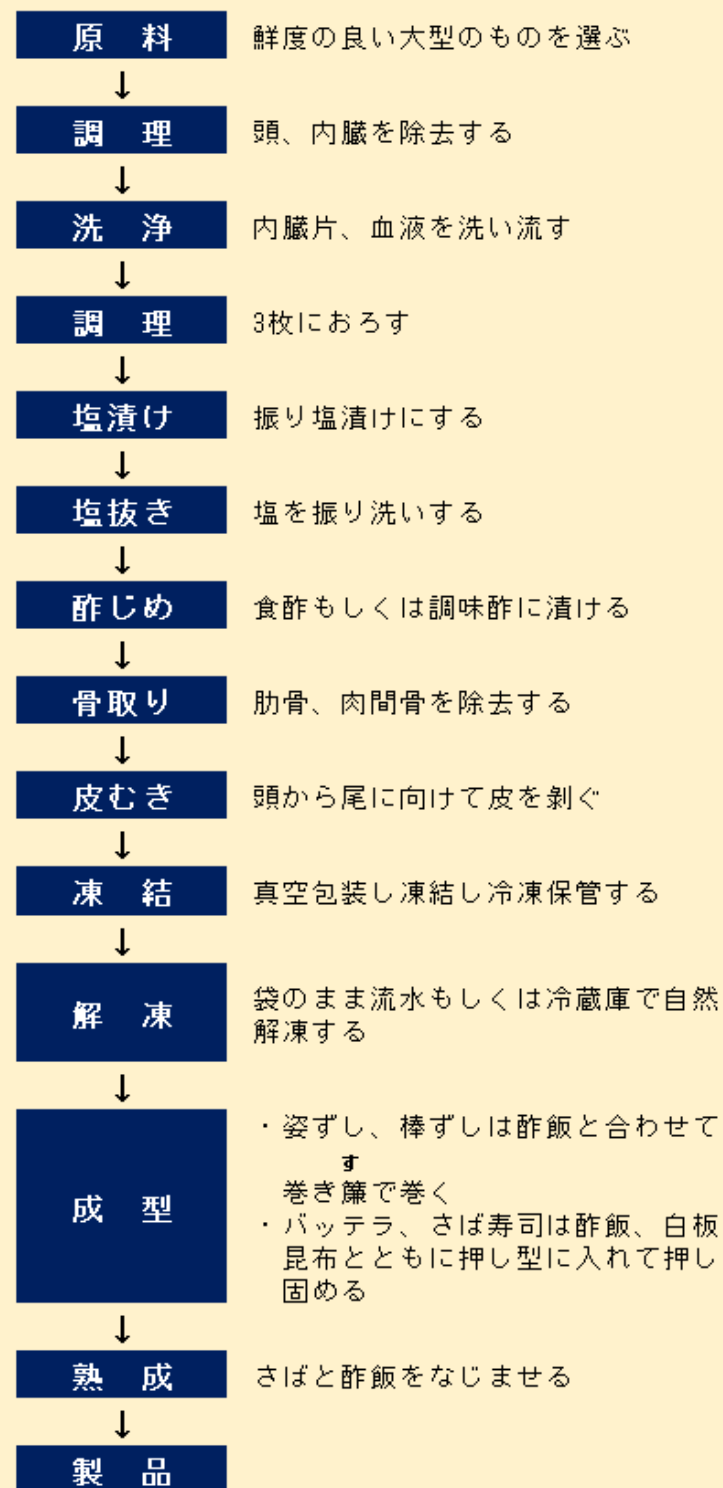 原　料　鮮度の良い大型のものを選ぶ
↓
調　理　頭、内臓を除去する
↓
洗　浄　内臓片、血液を洗い流す
↓
調　理　3枚におろす
↓
塩漬け　振り塩漬けにする
↓
塩抜き　塩を振り洗いする
↓
酢じめ　食酢もしくは調味酢に漬ける
↓
骨取り　肋骨、肉間骨を除去する
↓
皮むき　頭から尾に向けて皮を剝ぐ
↓
凍　結　真空包装し凍結し冷凍保管する
↓
解　凍　袋のまま流水もしくは冷蔵庫で自然
解凍する
↓
成　型　・姿ずし、棒ずしは酢飯と合わせて
す
巻き簾で巻く
・バッテラ、さば寿司は酢飯、白板
昆布とともに押し型に入れて押し
固める
↓
熟　成　さばと酢飯をなじませる
↓
製　品